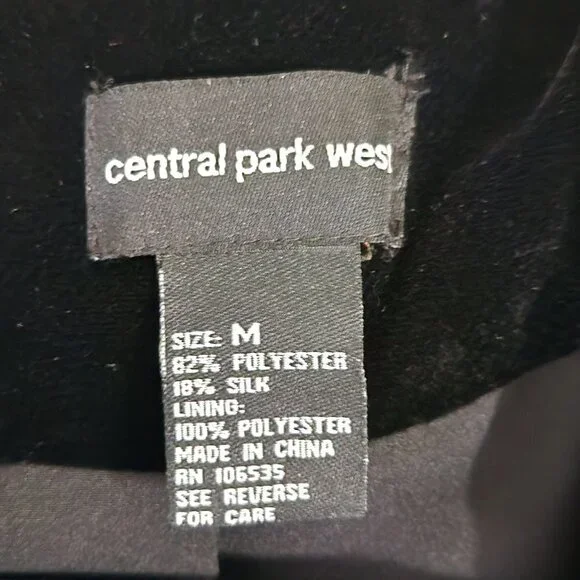 central park wes
SIZE: M
82% POLYESTER
18% SILK
LINING:
100% POLYESTER
MADE IN CHINA
RN 106535
SEE REVERSE
FOR CARE